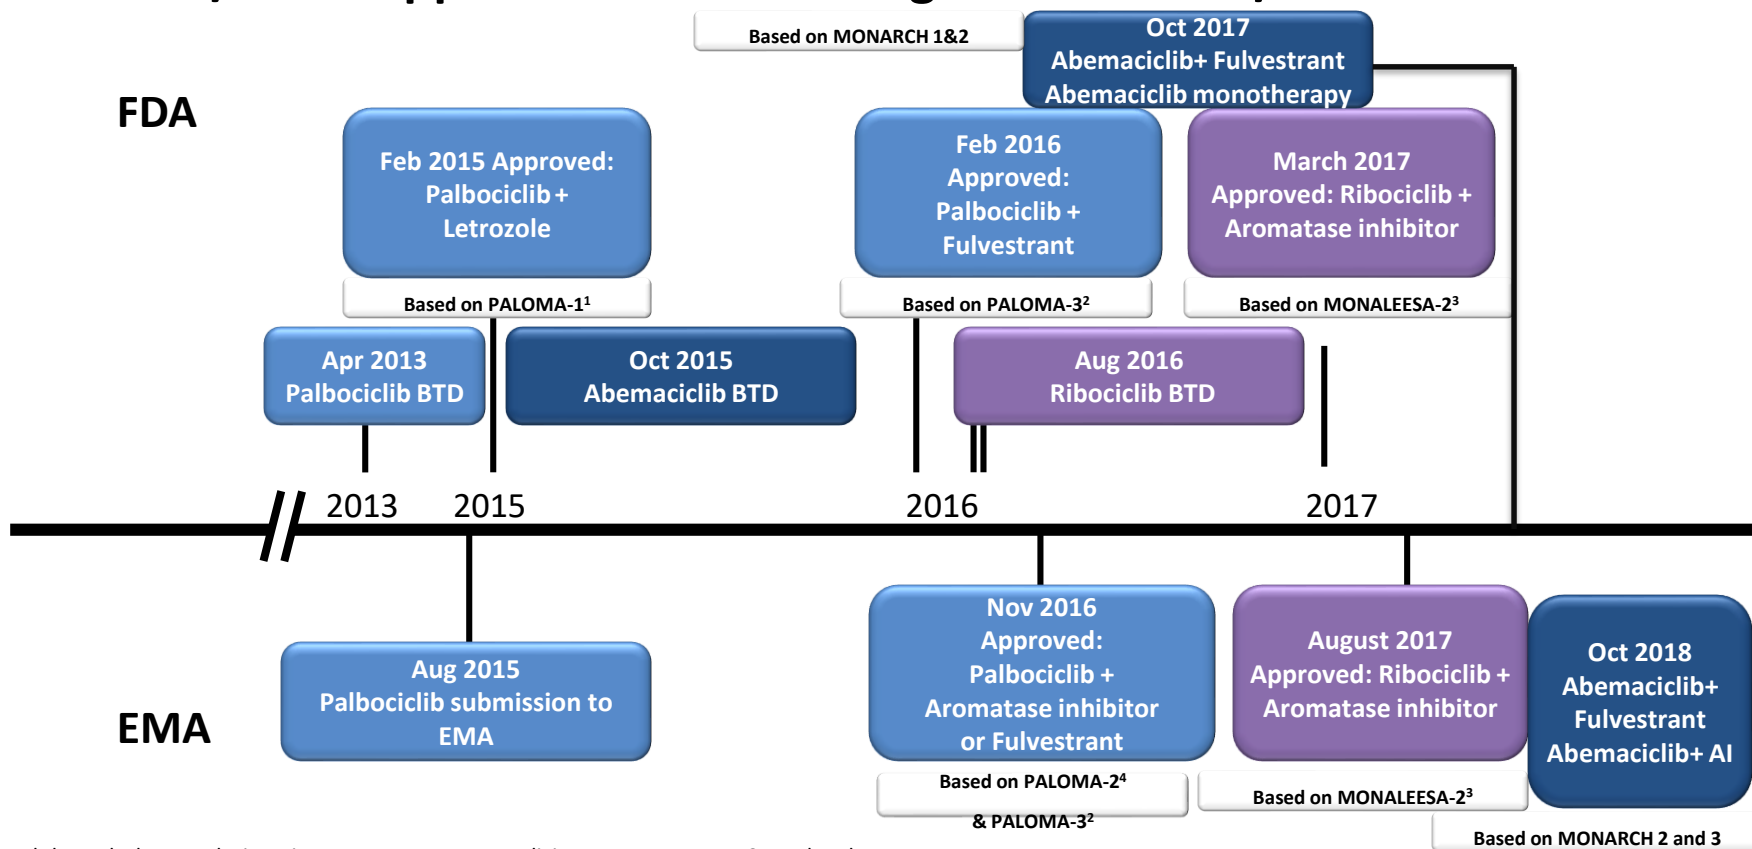 Based on MONARCH 1&2
Oct 2017
Abemaciclib+ Fulvestrant
Abemaciclib monotherapy
FDA
Feb 2015 Approved:
Palbociclib +
Letrozole
Based on PALOMA-1¹
Feb 2016
Approved:
Palbociclib +
Fulvestrant
Based on PALOMA-3²
March 2017
Approved: Ribociclib +
Aromatase inhibitor
Based on MONALEESA-2³
Apr 2013
Palbociclib BTD
Oct 2015
Abemaciclib BTD
Aug 2016
Ribociclib BTD
2013
2015
2016
2017
EMA
Aug 2015
Palbociclib submission to
EMA
Nov 2016
Approved:
Palbociclib +
Aromatase inhibitor
or Fulvestrant
Based on PALOMA-2⁴
& PALOMA-3²
August 2017
Approved: Ribociclib +
Aromatase inhibitor
Based on MONALEESA-2³
Oct 2018
Abemaciclib+
Fulvestrant
Abemaciclib+ AI
Based on MONARCH 2 and 3